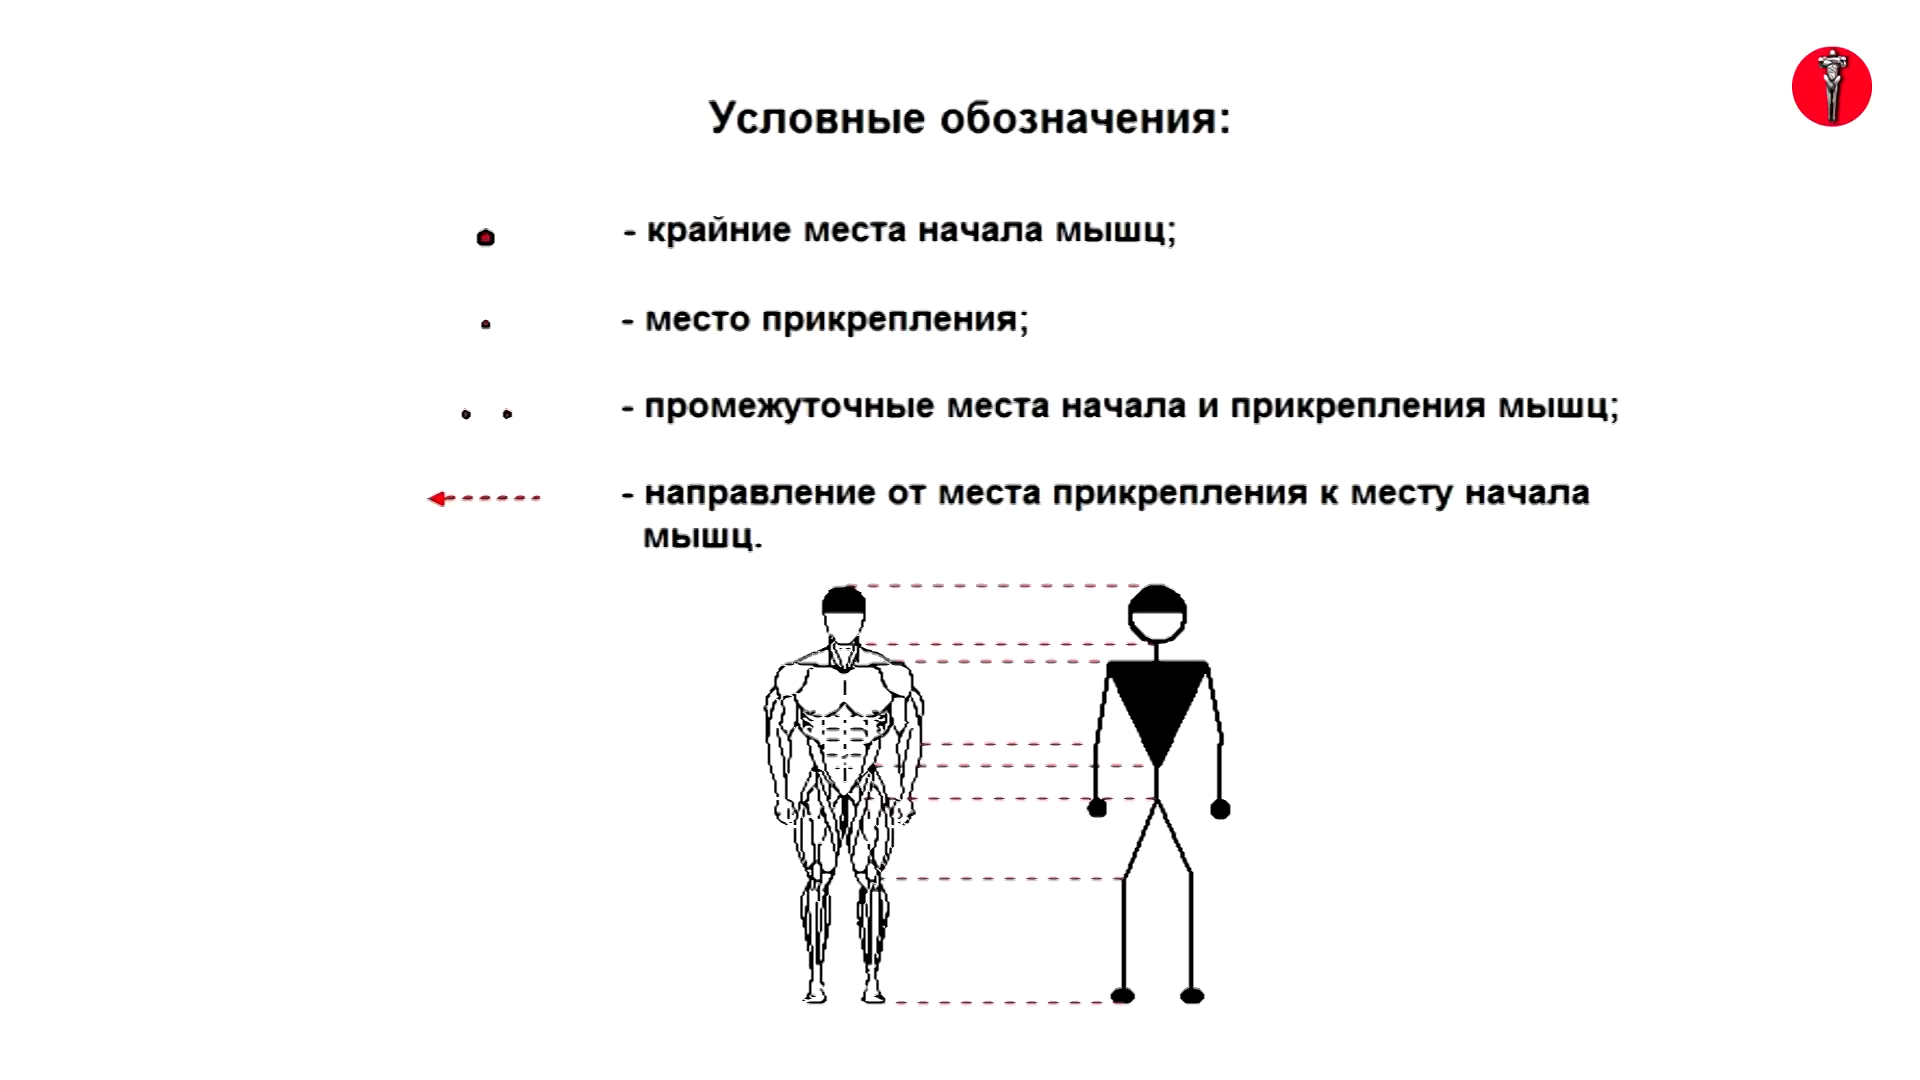 Условные обозначения:
- крайние места начала мышц;
- место прикрепления;
- промежуточные места начала и прикрепления мышц;
- направление от места прикрепления к месту начала
мышц.